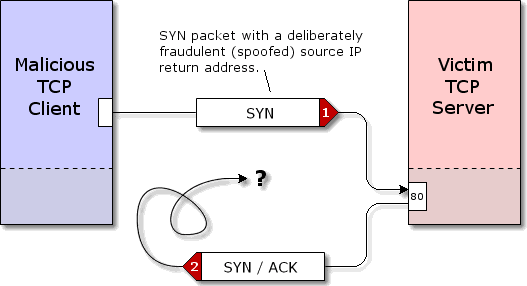 SYN packet with a deliberately
fraudulent (spoofed) source IP
return address.
Malicious
TCP
Client
Victim
TCP
Server
SYN
1
80
?
2
SYN / ACK